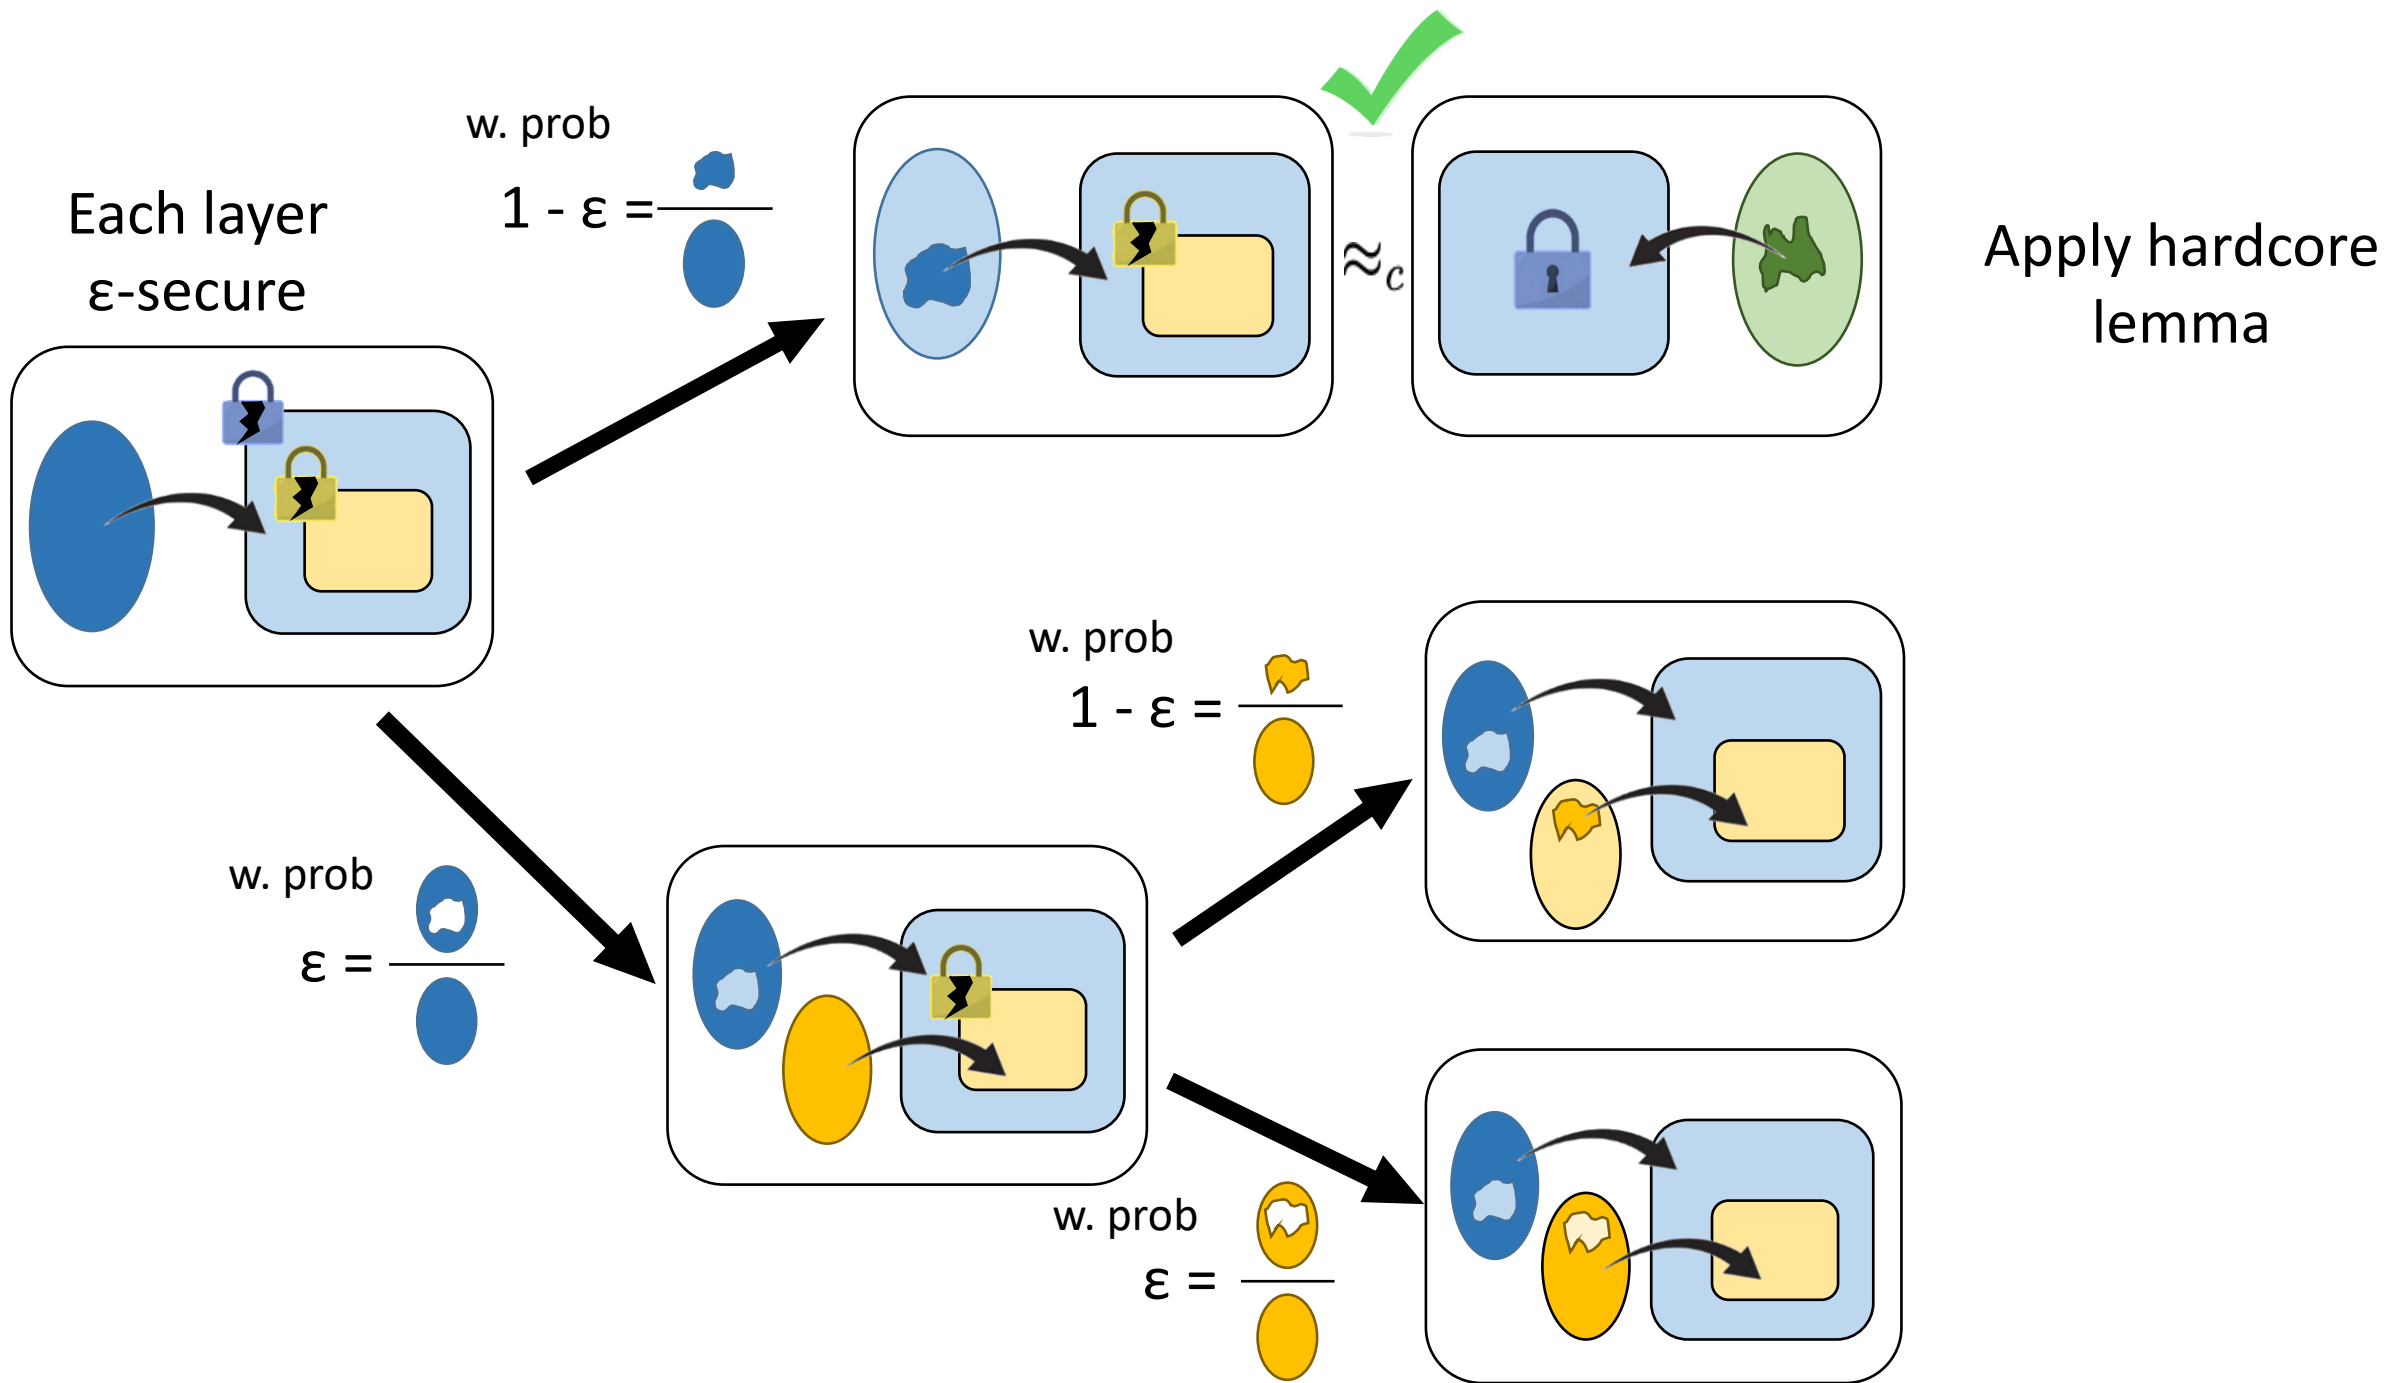 Each layer
ε-secure
w. prob
1 - ε =
≈c
Apply hardcore
lemma
w. prob
1 - ε =
w. prob
ε =
w. prob
ε =